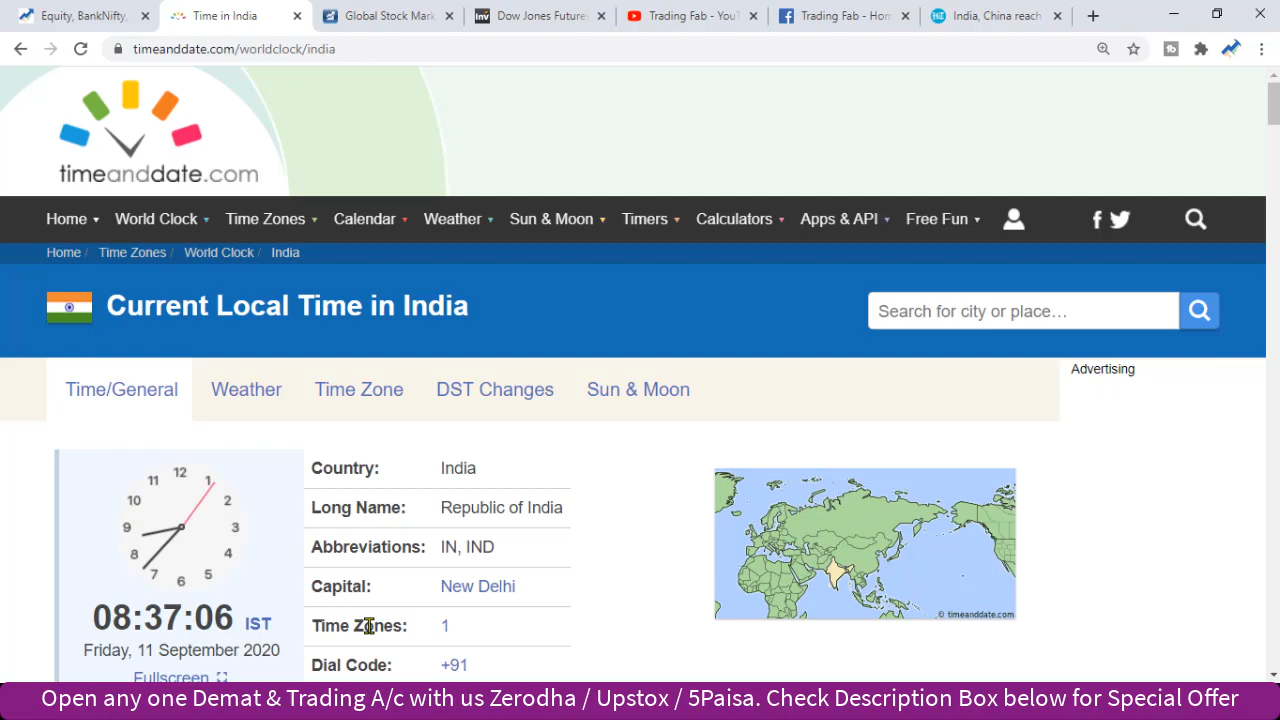 Equity, BankNifty,
Time in India
Global Stock Mark
Dow Jones Future
Trading Fab - YouT
Trading Fab - Hom
India, China reach
timeanddate.com/worldclock/india
timeanddate.com
Home
World Clock
Time Zones
Calendar
Weather
Sun & Moon
Timers
Calculators
Apps & API
Free Fun
Home / Time Zones / World Clock / India
Current Local Time in India
Search for city or place...
Advertising
Time/General
Weather
Time Zone
DST Changes
Sun & Moon
12
1
2
3
4
5
6
7
8
9
10
11
08:37:06 IST
Friday, 11 September 2020
Fullscreen
Country: India
Long Name: Republic of India
Abbreviations: IN, IND
Capital: New Delhi
Time Zones: 1
Dial Code: +91
© timeanddate.com
Open any one Demat & Trading A/c with us Zerodha / Upstox / 5Paisa. Check Description Box below for Special Offer